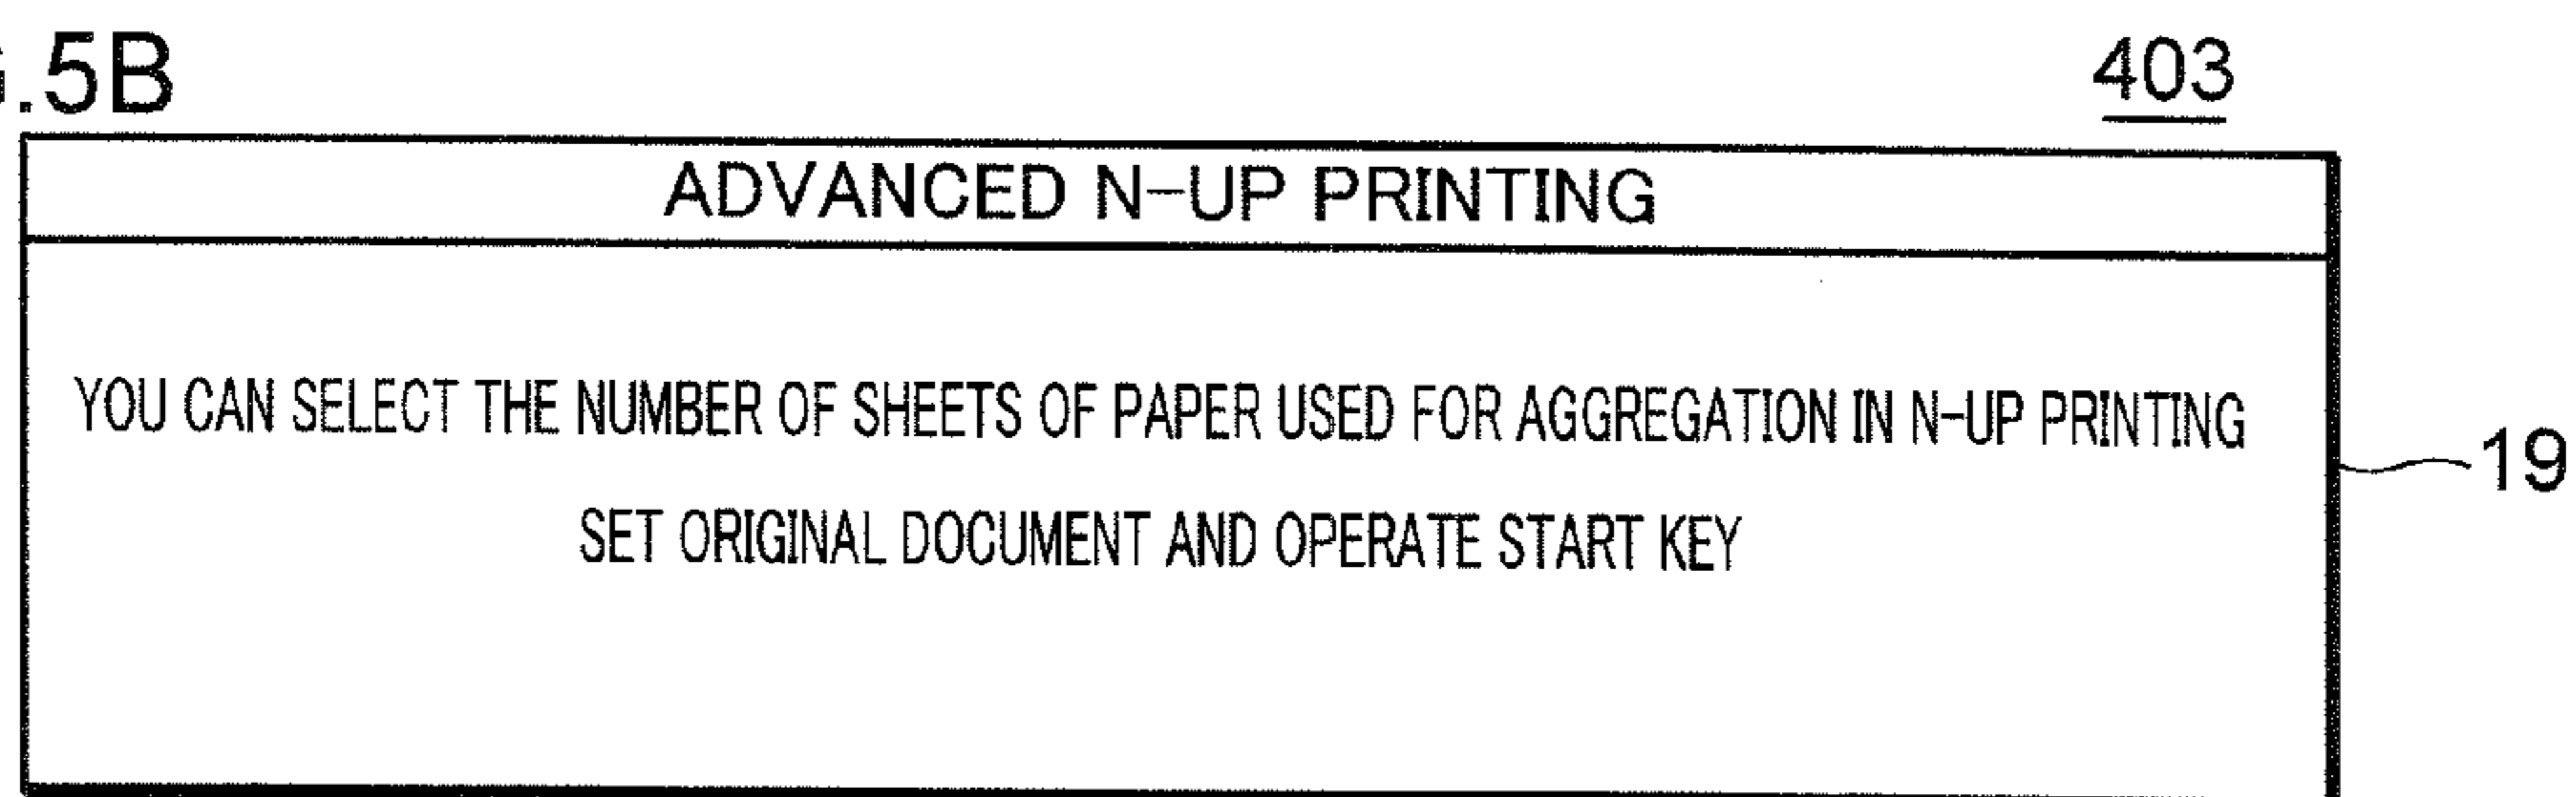 .5B
403
ADVANCED N-UP PRINTING
YOU CAN SELECT THE NUMBER OF SHEETS OF PAPER USED FOR AGGREGATION IN N-UP PRINTING
19
SET ORIGINAL DOCUMENT AND OPERATE START KEY